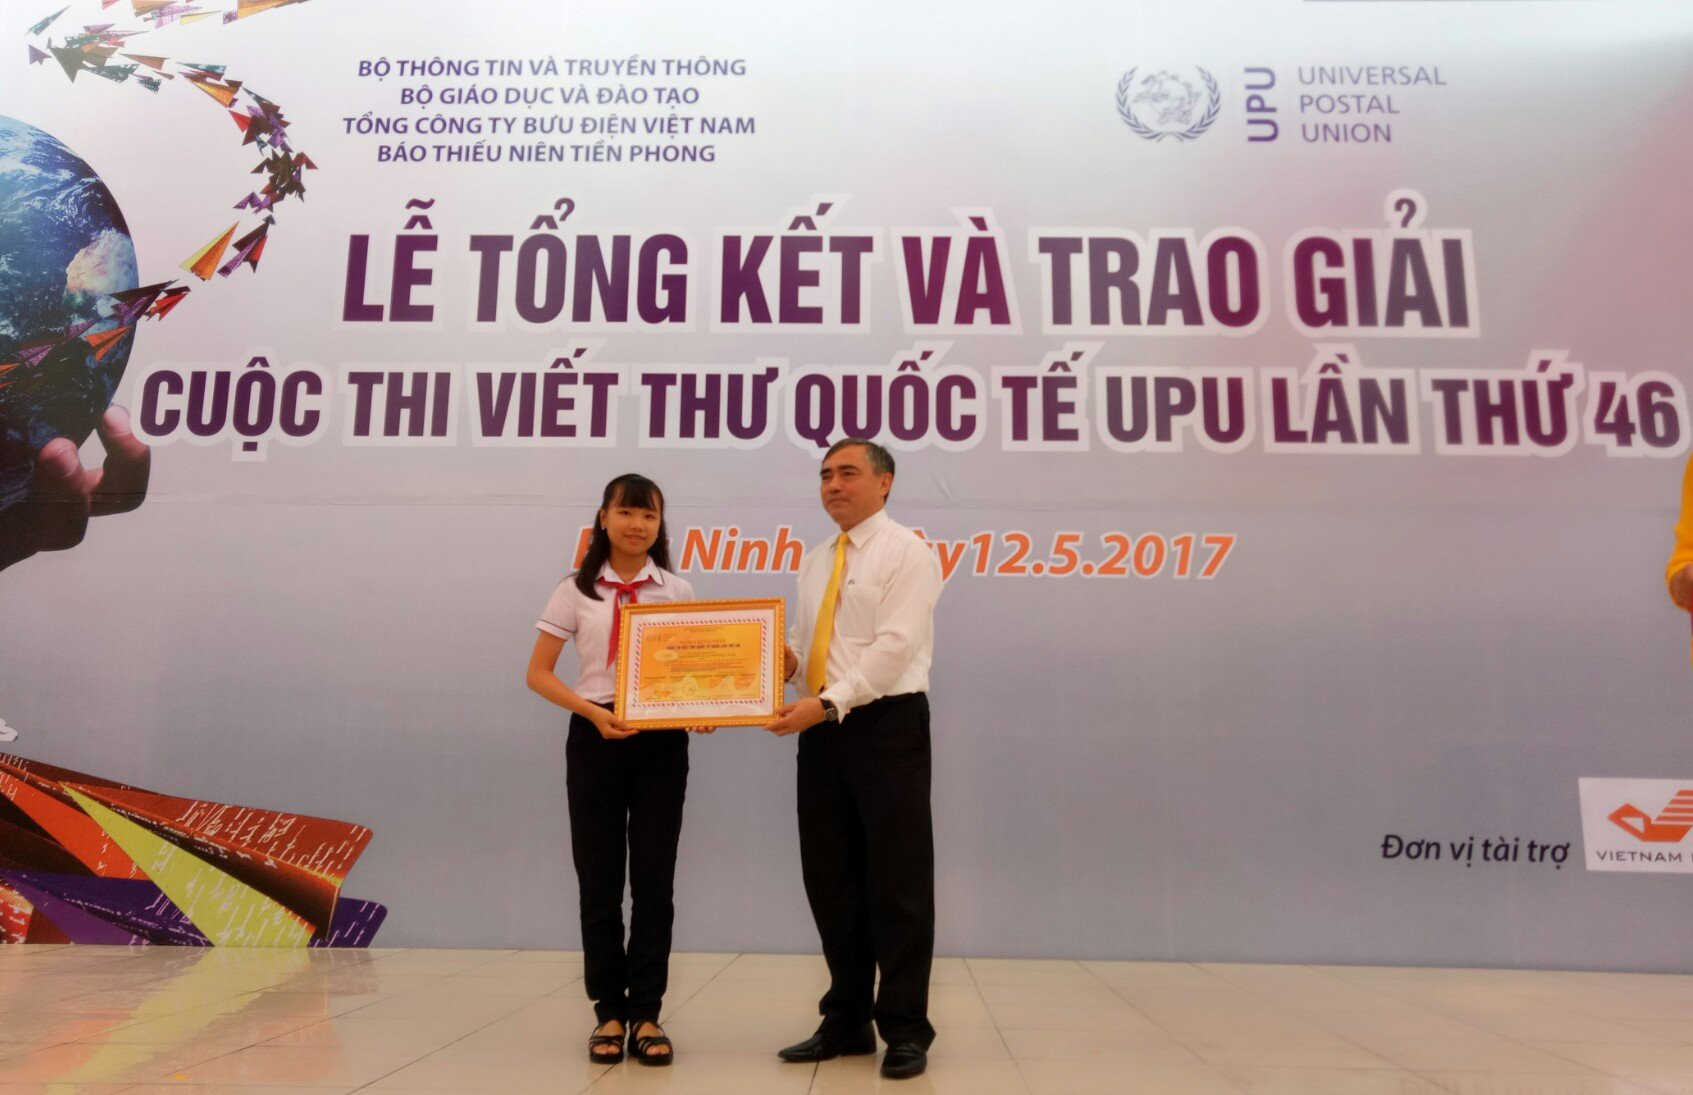 BỘ THÔNG TIN VÀ TRUYỀN THÔNG
BỘ GIÁO DỤC VÀ ĐÀO TẠO
TỔNG CÔNG TY BƯU ĐIỆN VIỆT NAM
BÁO THIẾU NIÊN TIỀN PHONG
UPU
UNIVERSAL
POSTAL
UNION
LỄ TỔNG KẾT VÀ TRAO GIẢI
CUỘC THI VIẾT THƯ QUỐC TẾ UPU LẦN THỨ 46
Ninh 12.5.2017
Đơn vị tài trợ
VIETNAM